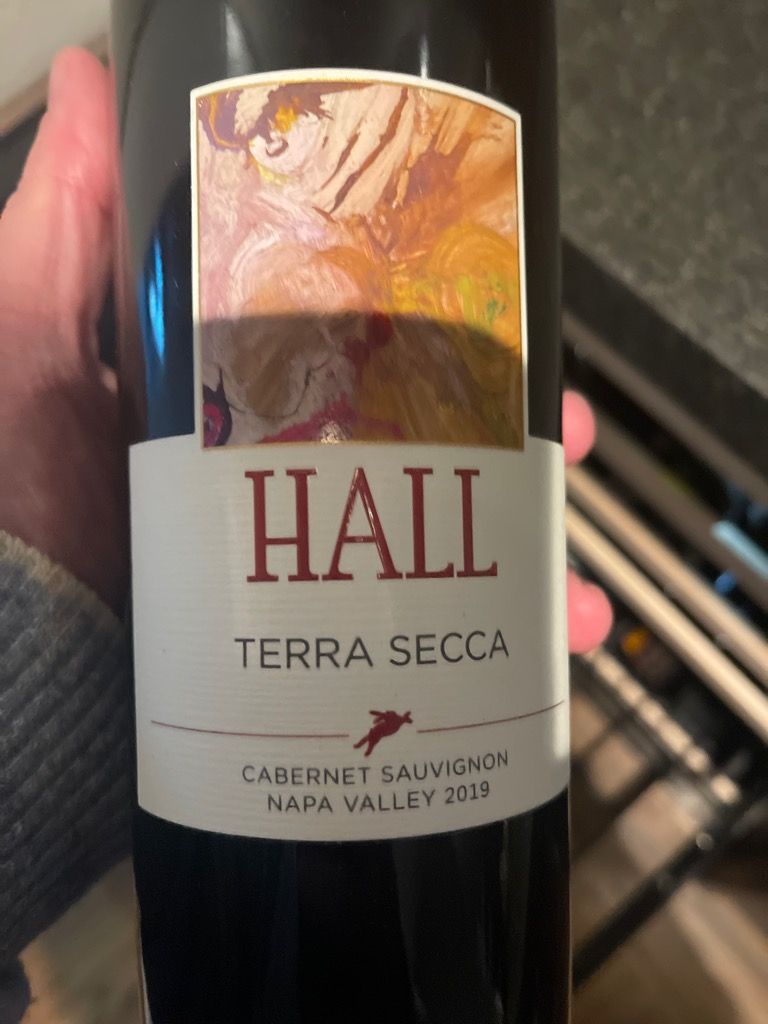 HALL
TERRA SECCA
CABERNET SAUVIGNON
NAPA VALLEY 2019